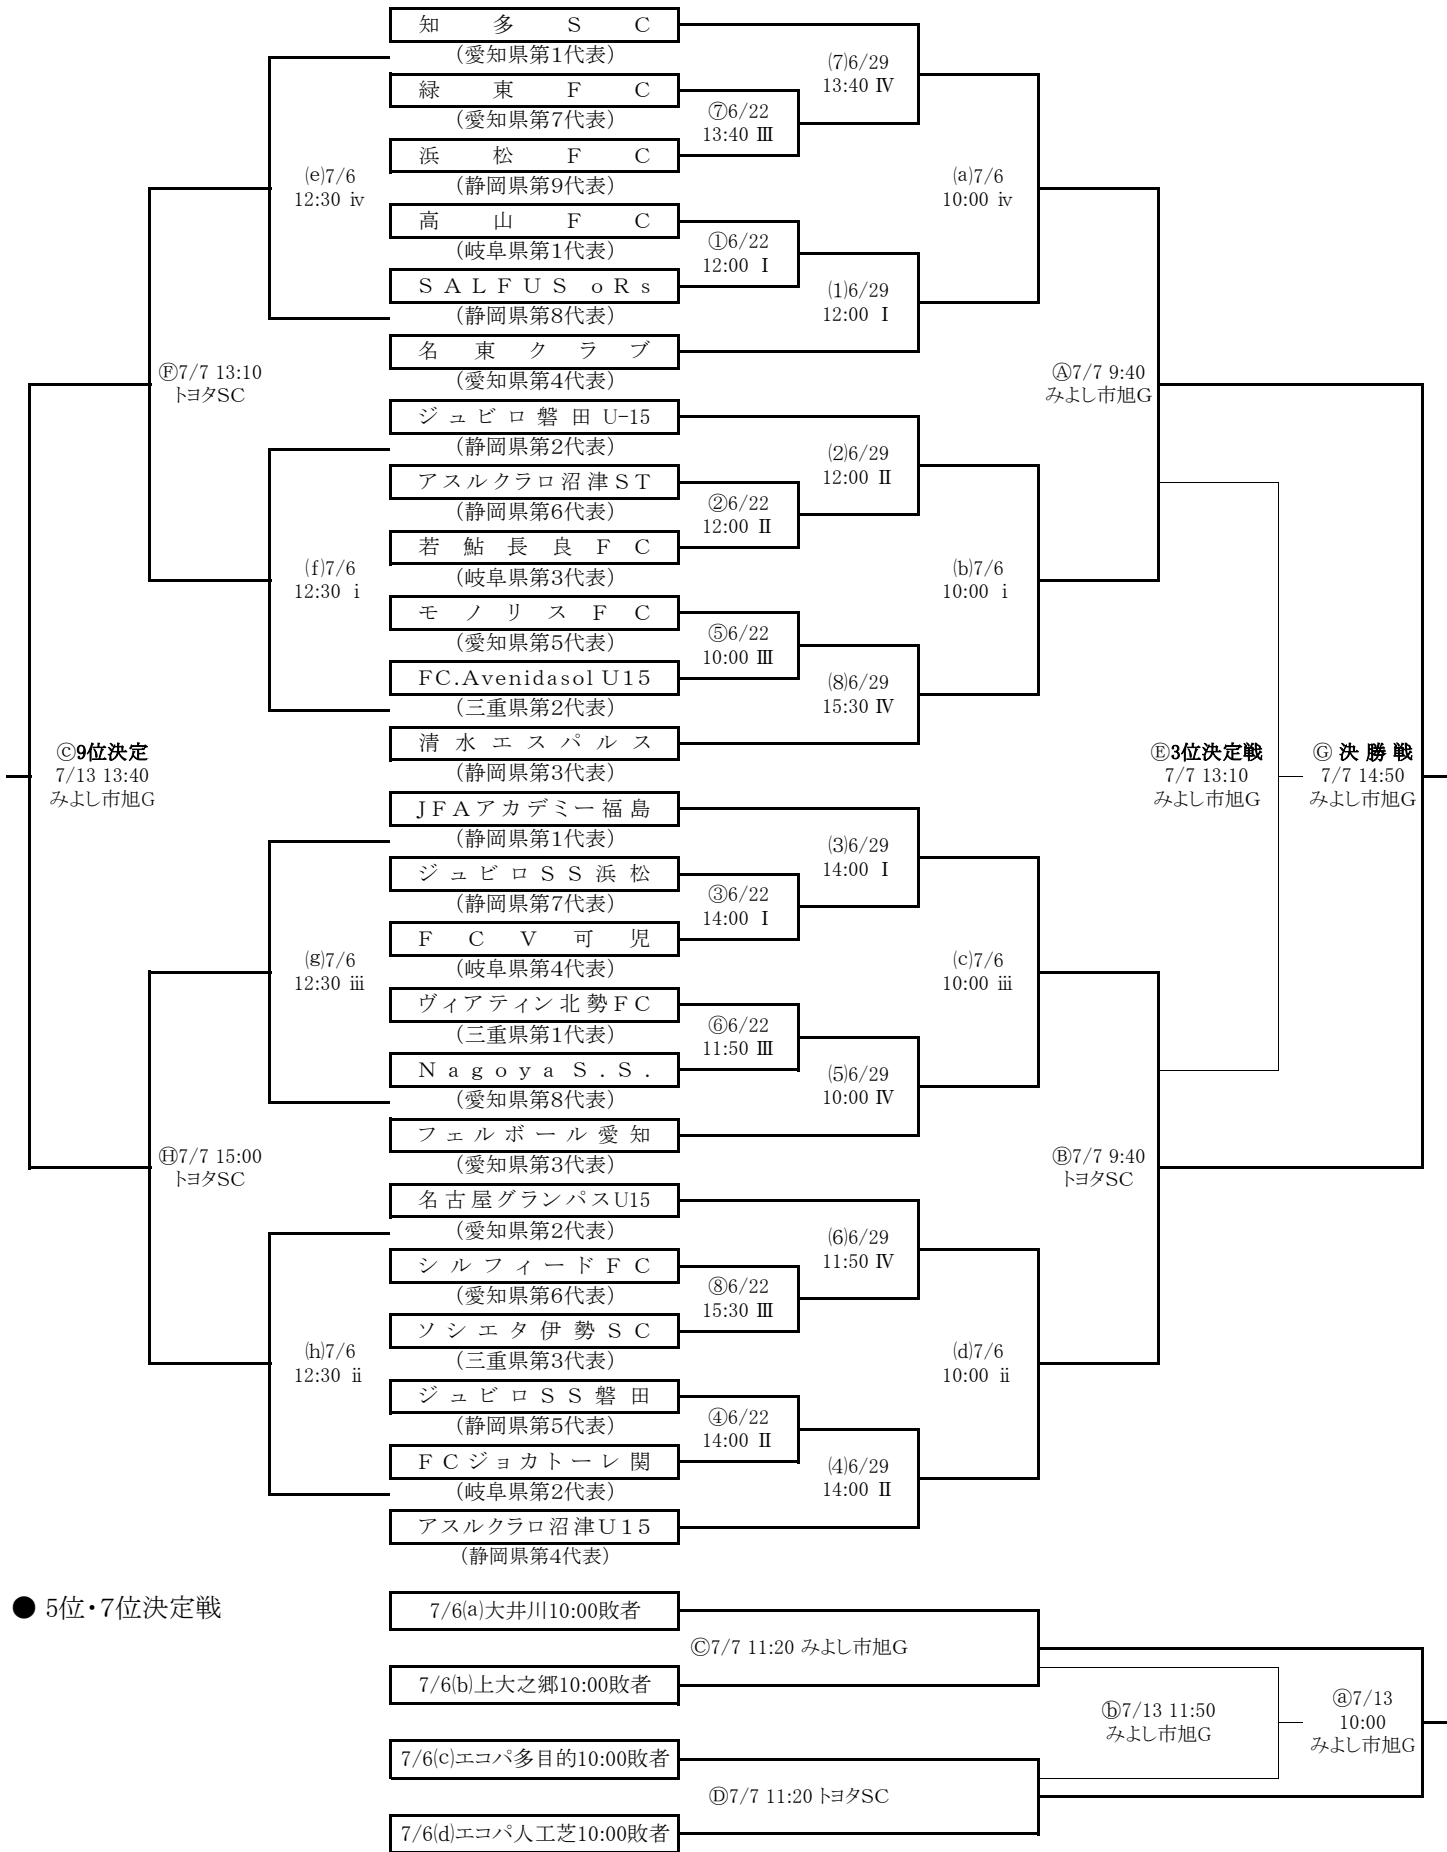 知多SC
(愛知県第1代表)
⑺6/29
13:40 Ⅳ
緑東FC
(愛知県第7代表)
⑦6/22
13:40 Ⅲ
浜松FC
(静岡県第9代表)
⒠7/6
12:30 ⅳ
⒜7/6
10:00 ⅳ
高山FC
(岐阜県第1代表)
①6/22
12:00 Ⅰ
SALFUS oRs
(静岡県第8代表)
⑴6/29
12:00 Ⅰ
名東クラブ
(愛知県第4代表)
Ⓕ7/7 13:10
トヨタSC
Ⓐ7/7 9:40
みよし市旭G
ジュビロ磐田U-15
(静岡県第2代表)
⑵6/29
12:00 Ⅱ
アスルクラロ沼津ST
(静岡県第6代表)
②6/22
12:00 Ⅱ
若鮎長良FC
(岐阜県第3代表)
⒡7/6
12:30 ⅰ
⒝7/6
10:00 ⅰ
モノリスFC
(愛知県第5代表)
⑤6/22
10:00 Ⅲ
FC.Avenidasol U15
(三重県第2代表)
⑻6/29
15:30 Ⅳ
清水エスパルス
(静岡県第3代表)
ⓒ9位決定
7/13 13:40
みよし市旭G
Ⓔ3位決定戦
7/7 13:10
みよし市旭G
Ⓖ 決 勝 戦
7/7 14:50
みよし市旭G
JFAアカデミー福島
(静岡県第1代表)
⑶6/29
14:00 Ⅰ
ジュビロSS浜松
(静岡県第7代表)
③6/22
14:00 Ⅰ
FCV可児
(岐阜県第4代表)
⒢7/6
12:30 ⅲ
⒞7/6
10:00 ⅲ
ヴィアティン北勢FC
(三重県第1代表)
⑥6/22
11:50 Ⅲ
Nagoya S.S.
(愛知県第8代表)
⑸6/29
10:00 Ⅳ
フェルボール愛知
(愛知県第3代表)
Ⓗ7/7 15:00
トヨタSC
Ⓑ7/7 9:40
トヨタSC
名古屋グランパスU15
(愛知県第2代表)
⑹6/29
11:50 Ⅳ
シルフィードFC
(愛知県第6代表)
⑧6/22
15:30 Ⅲ
ソシエタ伊勢SC
(三重県第3代表)
⒣7/6
12:30 ⅱ
⒟7/6
10:00 ⅱ
ジュビロSS磐田
(静岡県第5代表)
④6/22
14:00 Ⅱ
FCジョカトーレ関
(岐阜県第2代表)
⑷6/29
14:00 Ⅱ
アスルクラロ沼津U15
(静岡県第4代表)
● 5位・7位決定戦
7/6⒜大井川10:00敗者
Ⓒ7/7 11:20 みよし市旭G
7/6⒝上大之郷10:00敗者
ⓑ7/13 11:50
みよし市旭G
ⓐ7/13
10:00
みよし市旭G
7/6⒞エコパ多目的10:00敗者
Ⓓ7/7 11:20 トヨタSC
7/6⒟エコパ人工芝10:00敗者